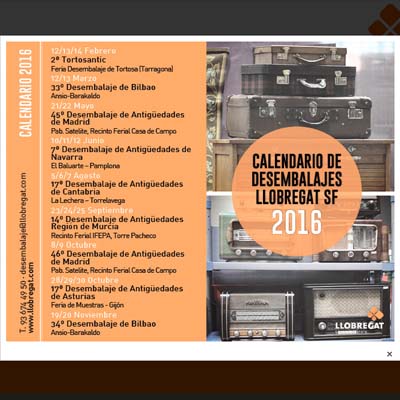 CALENDARIO 2016
T. 93 674 49 50 · desembalaje@llobregat.com
www.llobregat.com
12/13/14 Febrero
2º Tortosantic
Feria Desembalaje de Tortosa (Tarragona)
12/13 Marzo
33º Desembalaje de Bilbao
Ansio-Barakaldo
21/22 Mayo
45º Desembalaje de Antigüedades
de Madrid
Pab. Satelite, Recinto Ferial Casa de Campo
10/11/12 Junio
7º Desembalaje de Antigüedades de
Navarra
El Baluarte – Pamplona
5/6/7 Agosto
17º Desembalaje de Antigüedades
de Cantabria
La Lechera – Torrelavega
23/24/25 Septiembre
14º Desembalaje de Antigüedades
Región de Murcia
Recinto Ferial IFEPA, Torre Pacheco
8/9 Octubre
46º Desembalaje de Antigüedades
de Madrid
Pab. Satelite, Recinto Ferial Casa de Campo
28/29/30 Octubre
17º Desembalaje de Antigüedades
de Asturias
Feria de Muestras - Gijón
19/20 Noviembre
34º Desembalaje de Bilbao
Ansio-Barakaldo
CALENDARIO DE
DESEMBALAJES
LLOBREGAT SF
2016
LLOBREGAT